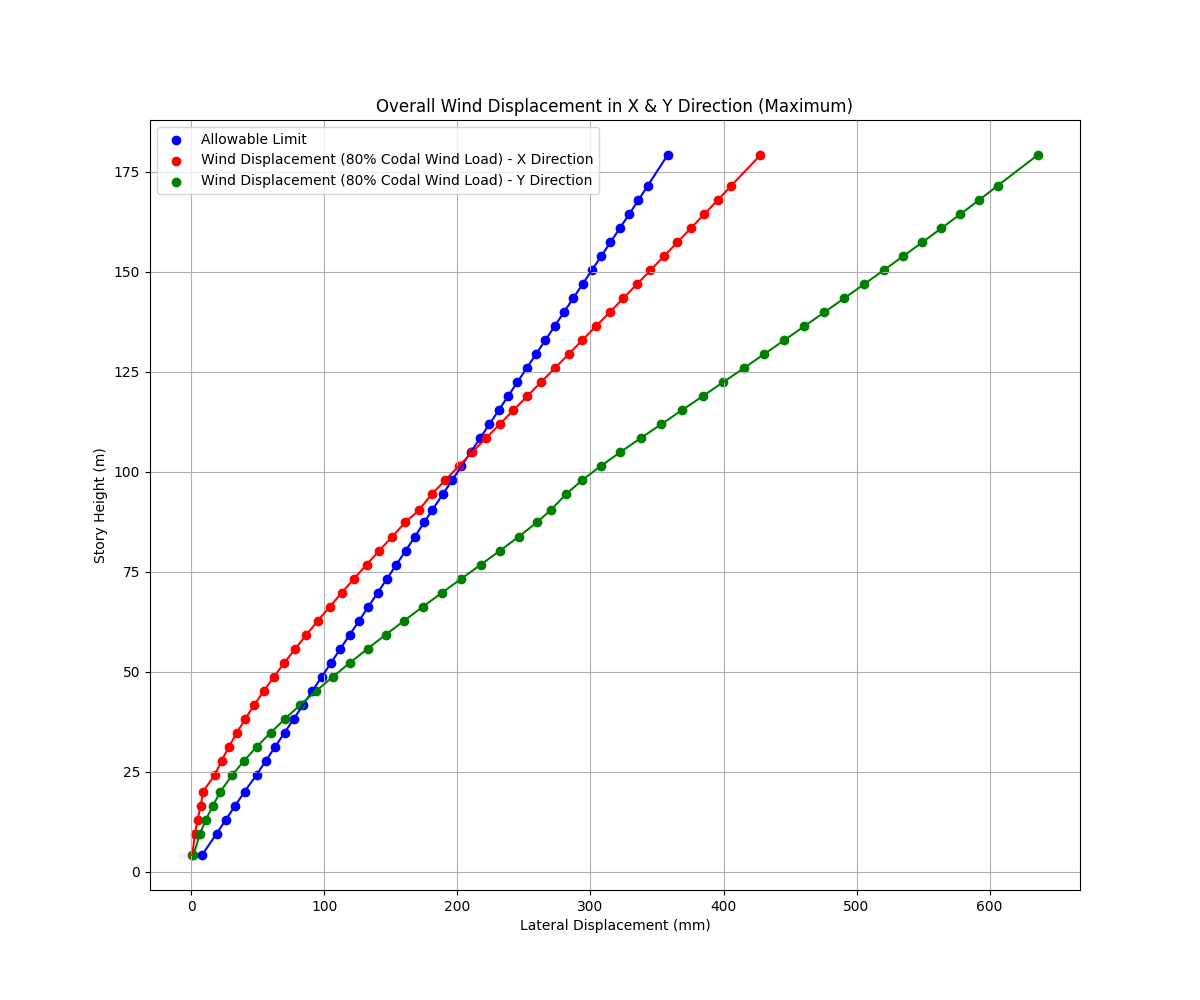 Overall Wind Displacement in X & Y Direction (Maximum)
Allowable Limit
Wind Displacement (80% Codal Wind Load) - X Direction
Wind Displacement (80% Codal Wind Load) - Y Direction
175
150
125
100
75
50
25
0
Story Height (m)
0 100 200 300 400 500 600
Lateral Displacement (mm)